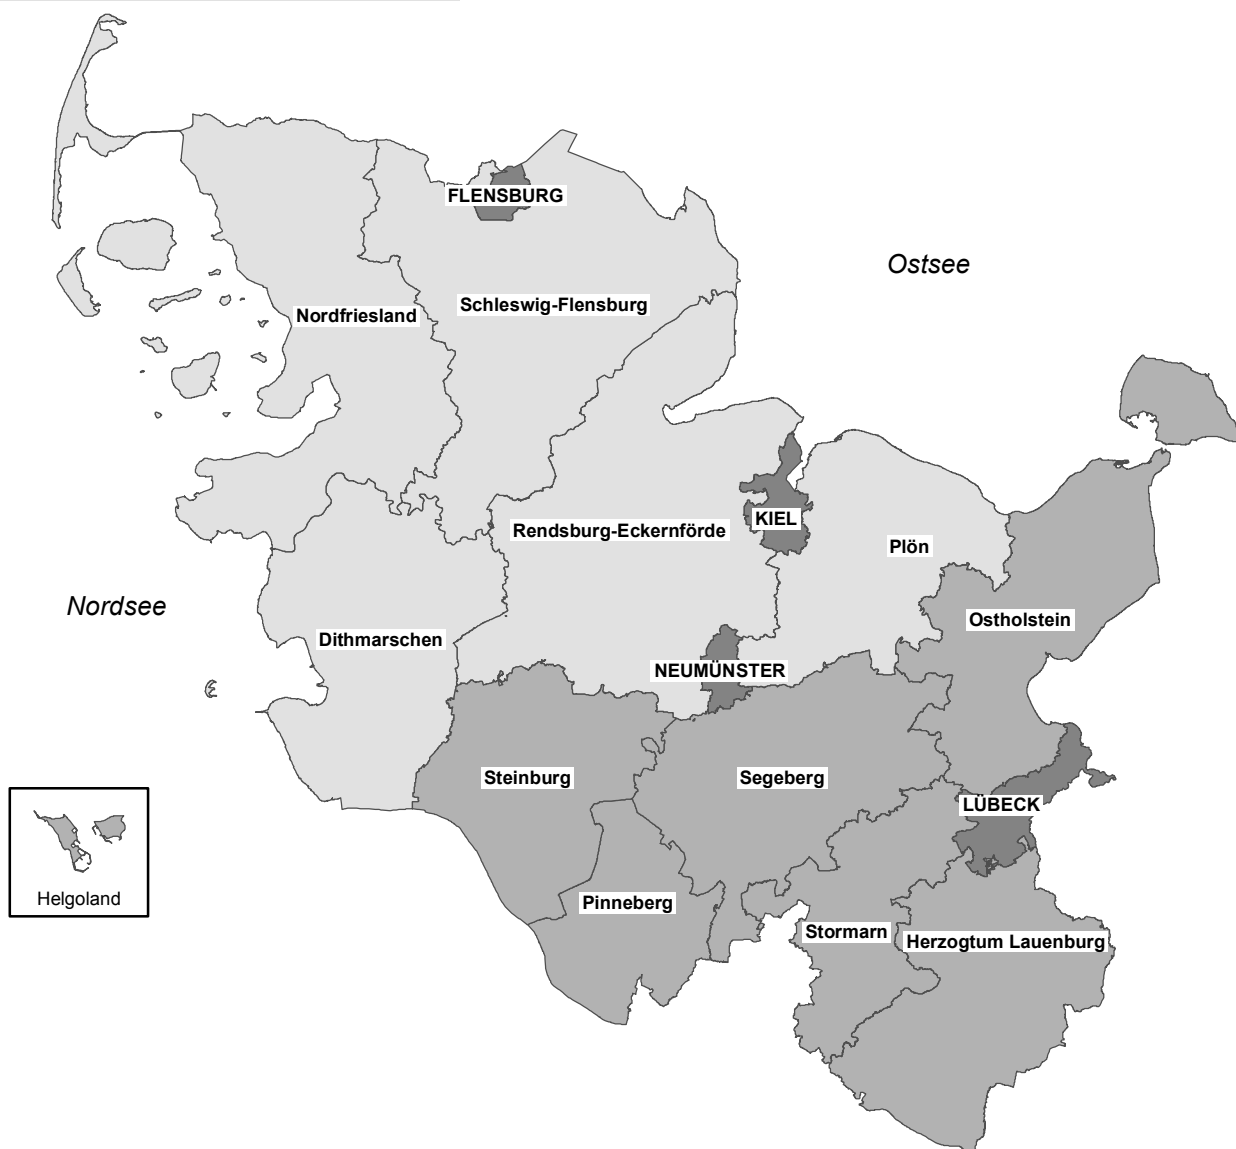 FLENSBURG
Ostsee
Schleswig-Flensburg
Nordfriesland
KIEL
Rendsburg-Eckernförde
Plön
Nordsee
Ostholstein
Dithmarschen
NEUMÜNSTER
Steinburg
Segeberg
LÜBECK
Helgoland
Pinneberg
Stormarn
Herzogtum Lauenburg